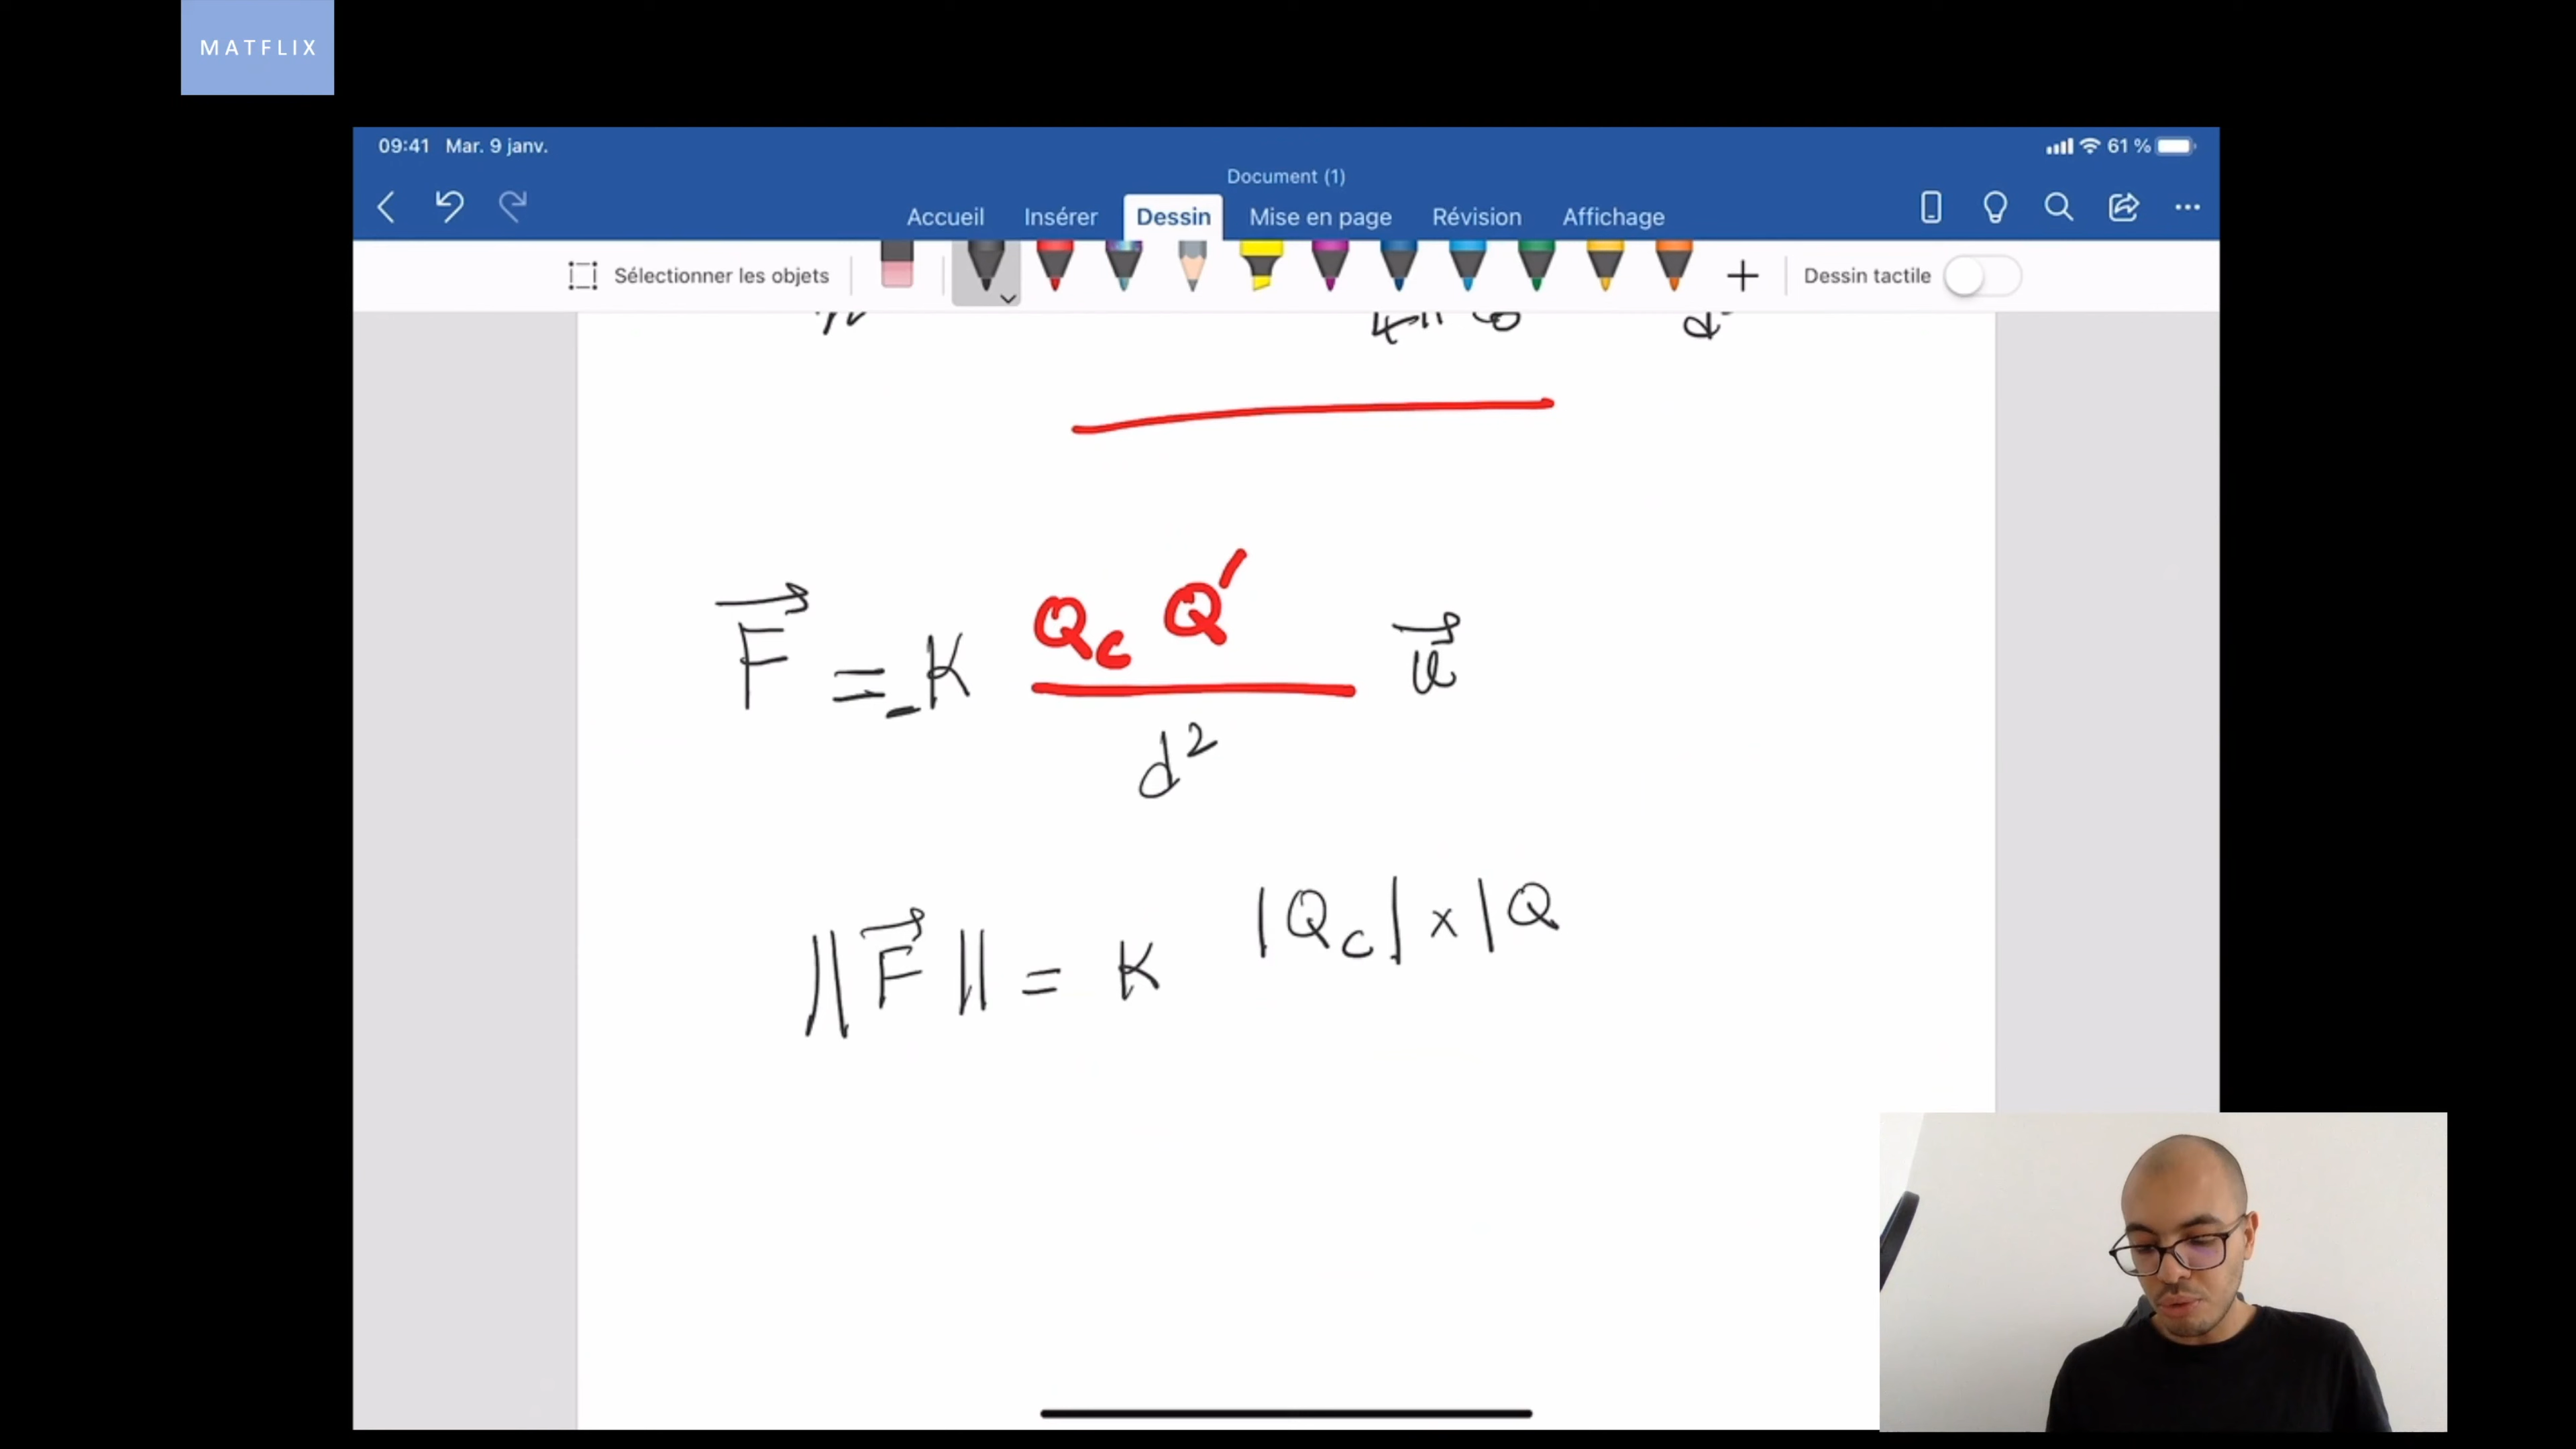 MATFLIX
09:41 Mar. 9 janv. 61 %
Document (1)
Accueil Insérer Dessin Mise en page Révision Affichage
Sélectionner les objets Dessin tactile
F⃗ = -K Qc Q' u⃗
d²
||F⃗|| = K |Qc| x |Q